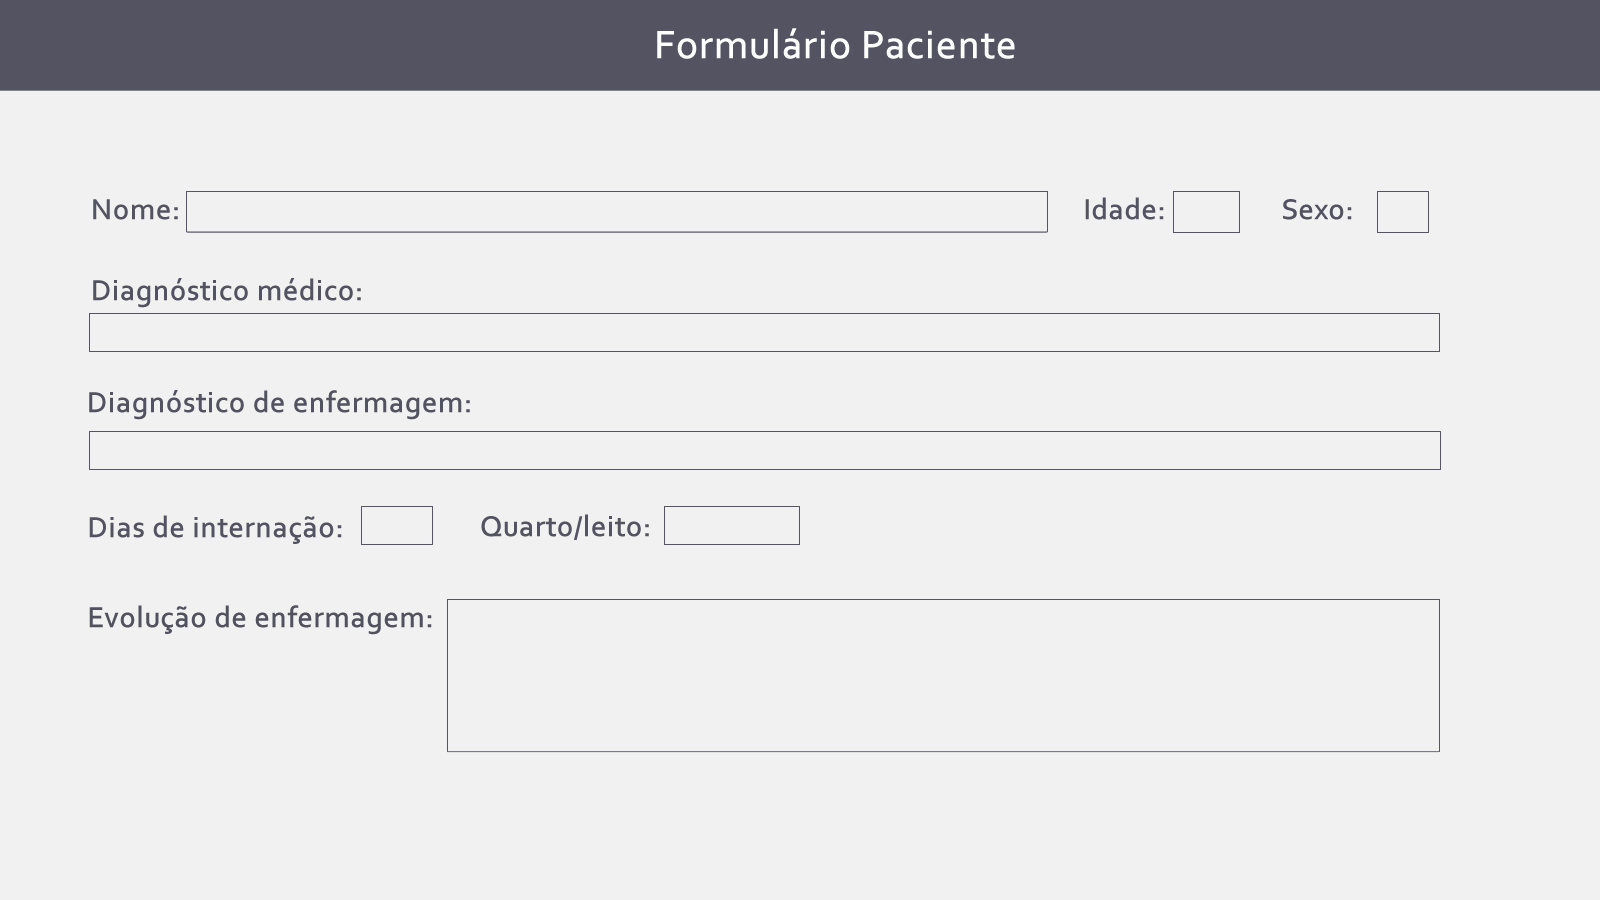 Formulário Paciente
Nome: Idade: Sexo:
Diagnóstico médico:
Diagnóstico de enfermagem:
Dias de internação: Quarto/leito:
Evolução de enfermagem: